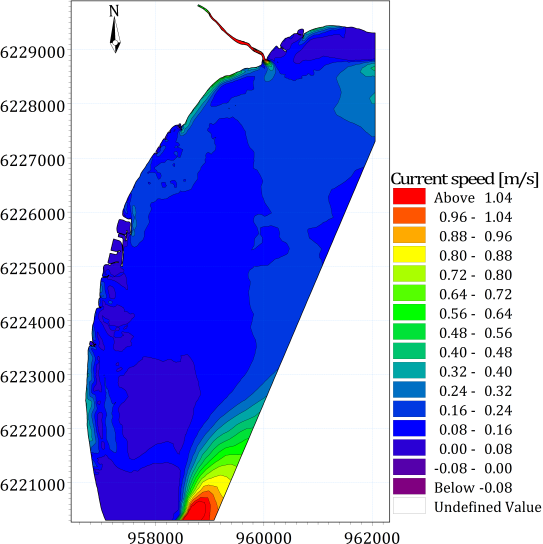 N
6229000
6228000
6227000
6226000
6225000
6224000
6223000
6222000
6221000
958000 960000 962000
Current speed [m/s]
Above 1.04
0.96 - 1.04
0.88 - 0.96
0.80 - 0.88
0.72 - 0.80
0.64 - 0.72
0.56 - 0.64
0.48 - 0.56
0.40 - 0.48
0.32 - 0.40
0.24 - 0.32
0.16 - 0.24
0.08 - 0.16
0.00 - 0.08
-0.08 - 0.00
Below -0.08
Undefined Value